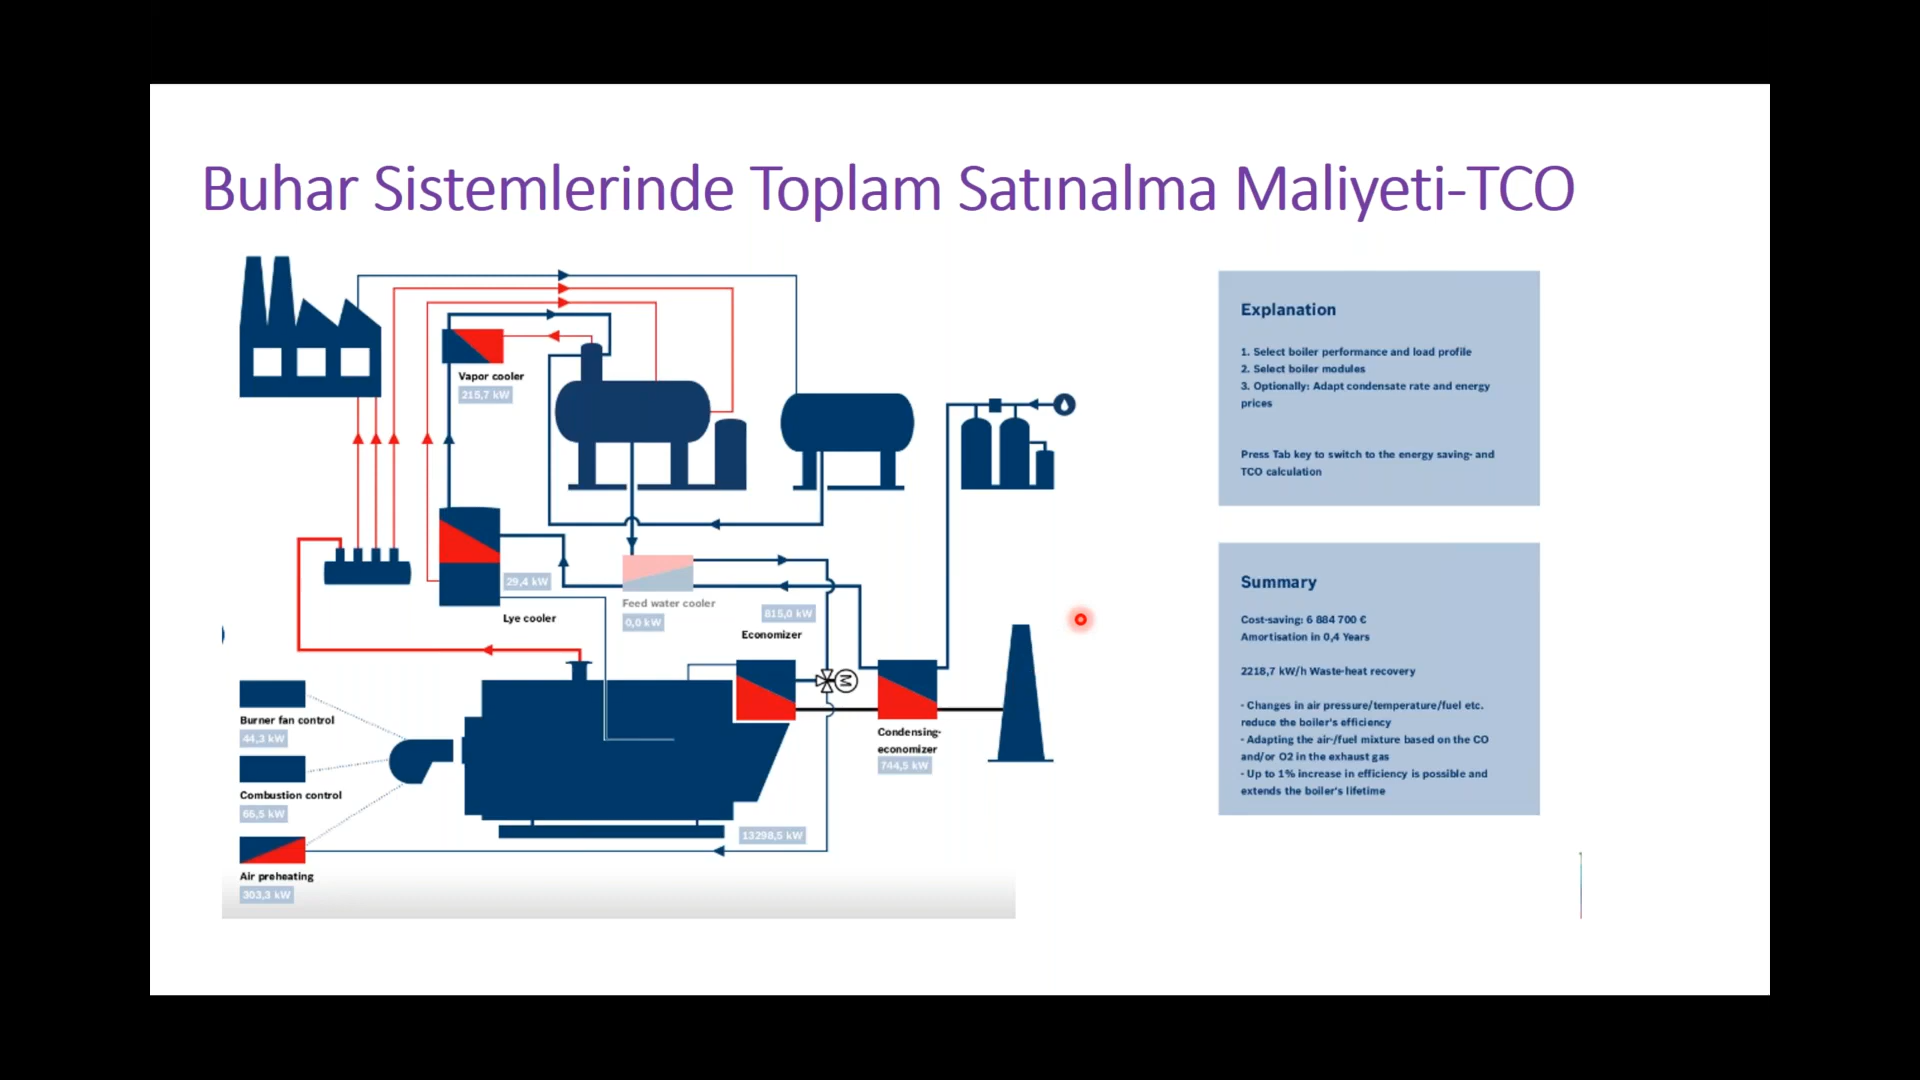 Buhar Sistemlerinde Toplam Satınalma Maliyeti-TCO
Vapor cooler
215,7 kW
29,4 kW
Lye cooler
Feed water cooler
0,0 kW
815,0 kW
Economizer
M
Condensing-
economizer
744,5 kW
Burner fan control
44,3 kW
Combustion control
66,5 kW
Air preheating
303,3 kW
13298,5 kW
Explanation
1. Select boiler performance and load profile
2. Select boiler modules
3. Optionally: Adapt condensate rate and energy
prices
Press Tab key to switch to the energy saving- and
TCO calculation
Summary
Cost-saving: 6 884 700 €
Amortisation in 0,4 Years
2218,7 kW/h Waste-heat recovery
- Changes in air pressure/temperature/fuel etc.
reduce the boiler's efficiency
- Adapting the air-/fuel mixture based on the CO
and/or O2 in the exhaust gas
- Up to 1% increase in efficiency is possible and
extends the boiler's lifetime